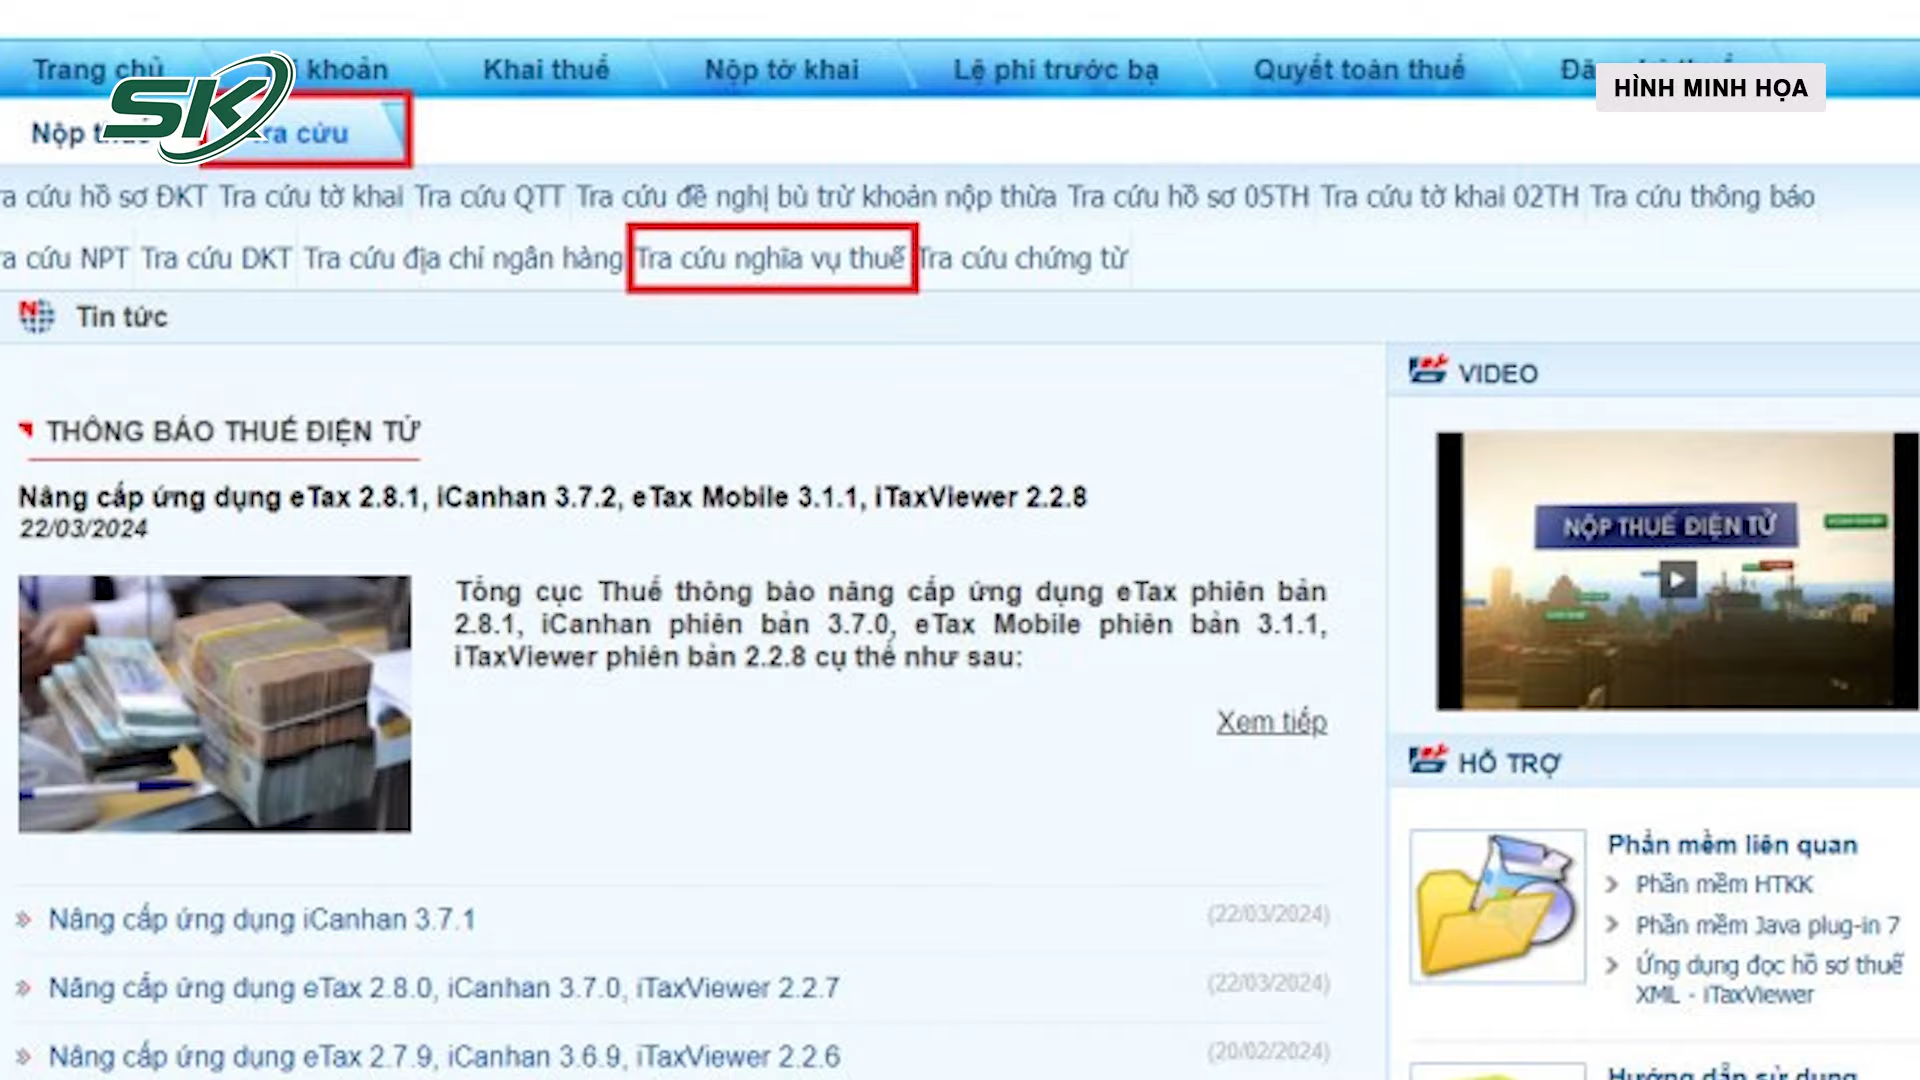 Trang chủ khoản Khai thuế Nộp tờ khai Lệ phí trước bạ Quyết toán thuế
HÌNH MINH HỌA
SK
Nộp cứu
cứu hồ sơ ĐKT Tra cứu tờ khai Tra cứu QTT Tra cứu đề nghị bù trừ khoản nộp thừa Tra cứu hồ sơ 05TH Tra cứu tờ khai 02TH Tra cứu thông báo
cứu NPT Tra cứu DKT Tra cứu địa chỉ ngân hàng Tra cứu nghĩa vụ thuế Tra cứu chứng từ
Tin tức
VIDEO
THÔNG BÁO THUẾ ĐIỆN TỬ
Nâng cấp ứng dụng eTax 2.8.1, iCanhan 3.7.2, eTax Mobile 3.1.1, iTaxViewer 2.2.8
22/03/2024
Tổng cục Thuế thông báo nâng cấp ứng dụng eTax phiên bản
2.8.1, iCanhan phiên bản 3.7.0, eTax Mobile phiên bản 3.1.1,
iTaxViewer phiên bản 2.2.8 cụ thể như sau:
Xem tiếp
NỘP THUẾ ĐIỆN TỬ
HỖ TRỢ
Phần mềm liên quan
Phần mềm HTKK
Phần mềm Java plug-in 7
Ứng dụng đọc hồ sơ thuế
XML - iTaxViewer
Nâng cấp ứng dụng iCanhan 3.7.1 (22/03/2024)
Nâng cấp ứng dụng eTax 2.8.0, iCanhan 3.7.0, iTaxViewer 2.2.7 (22/03/2024)
Nâng cấp ứng dụng eTax 2.7.9, iCanhan 3.6.9, iTaxViewer 2.2.6 (20/02/2024)
Hướng dẫn sử dụng